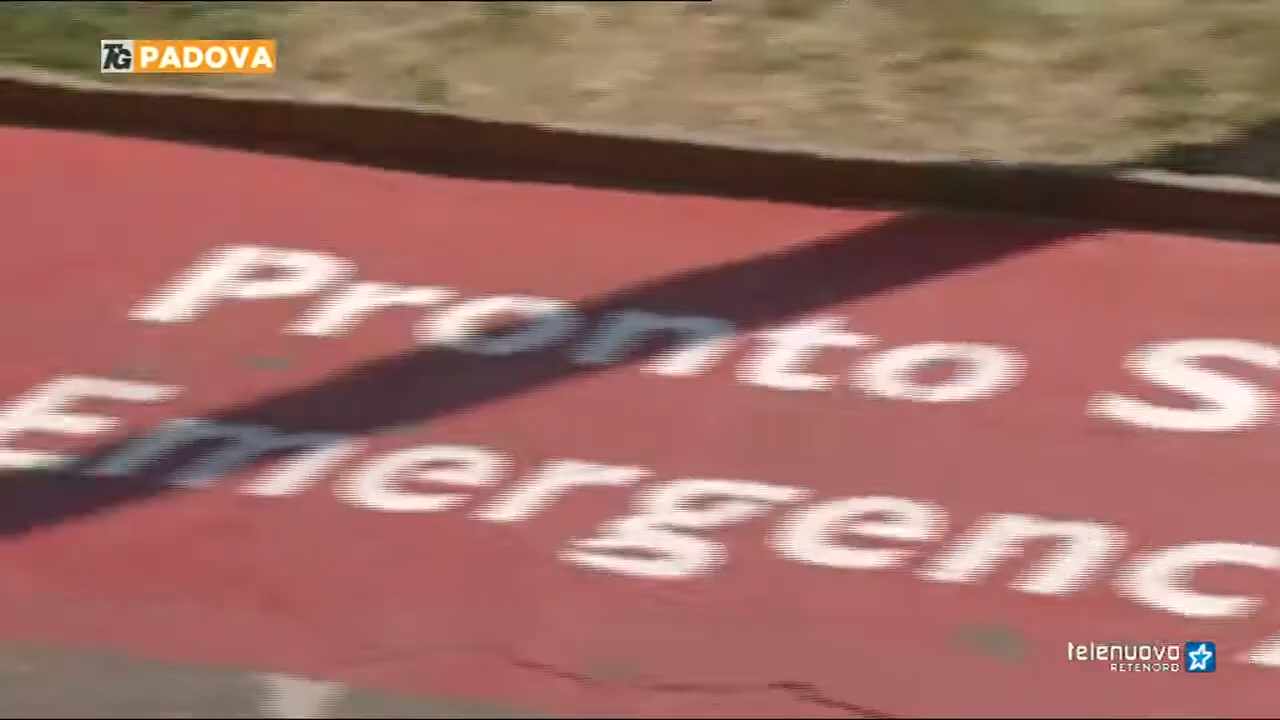 TG PADOVA
Pronto S
Emergenc
telenuovo
RETENORD